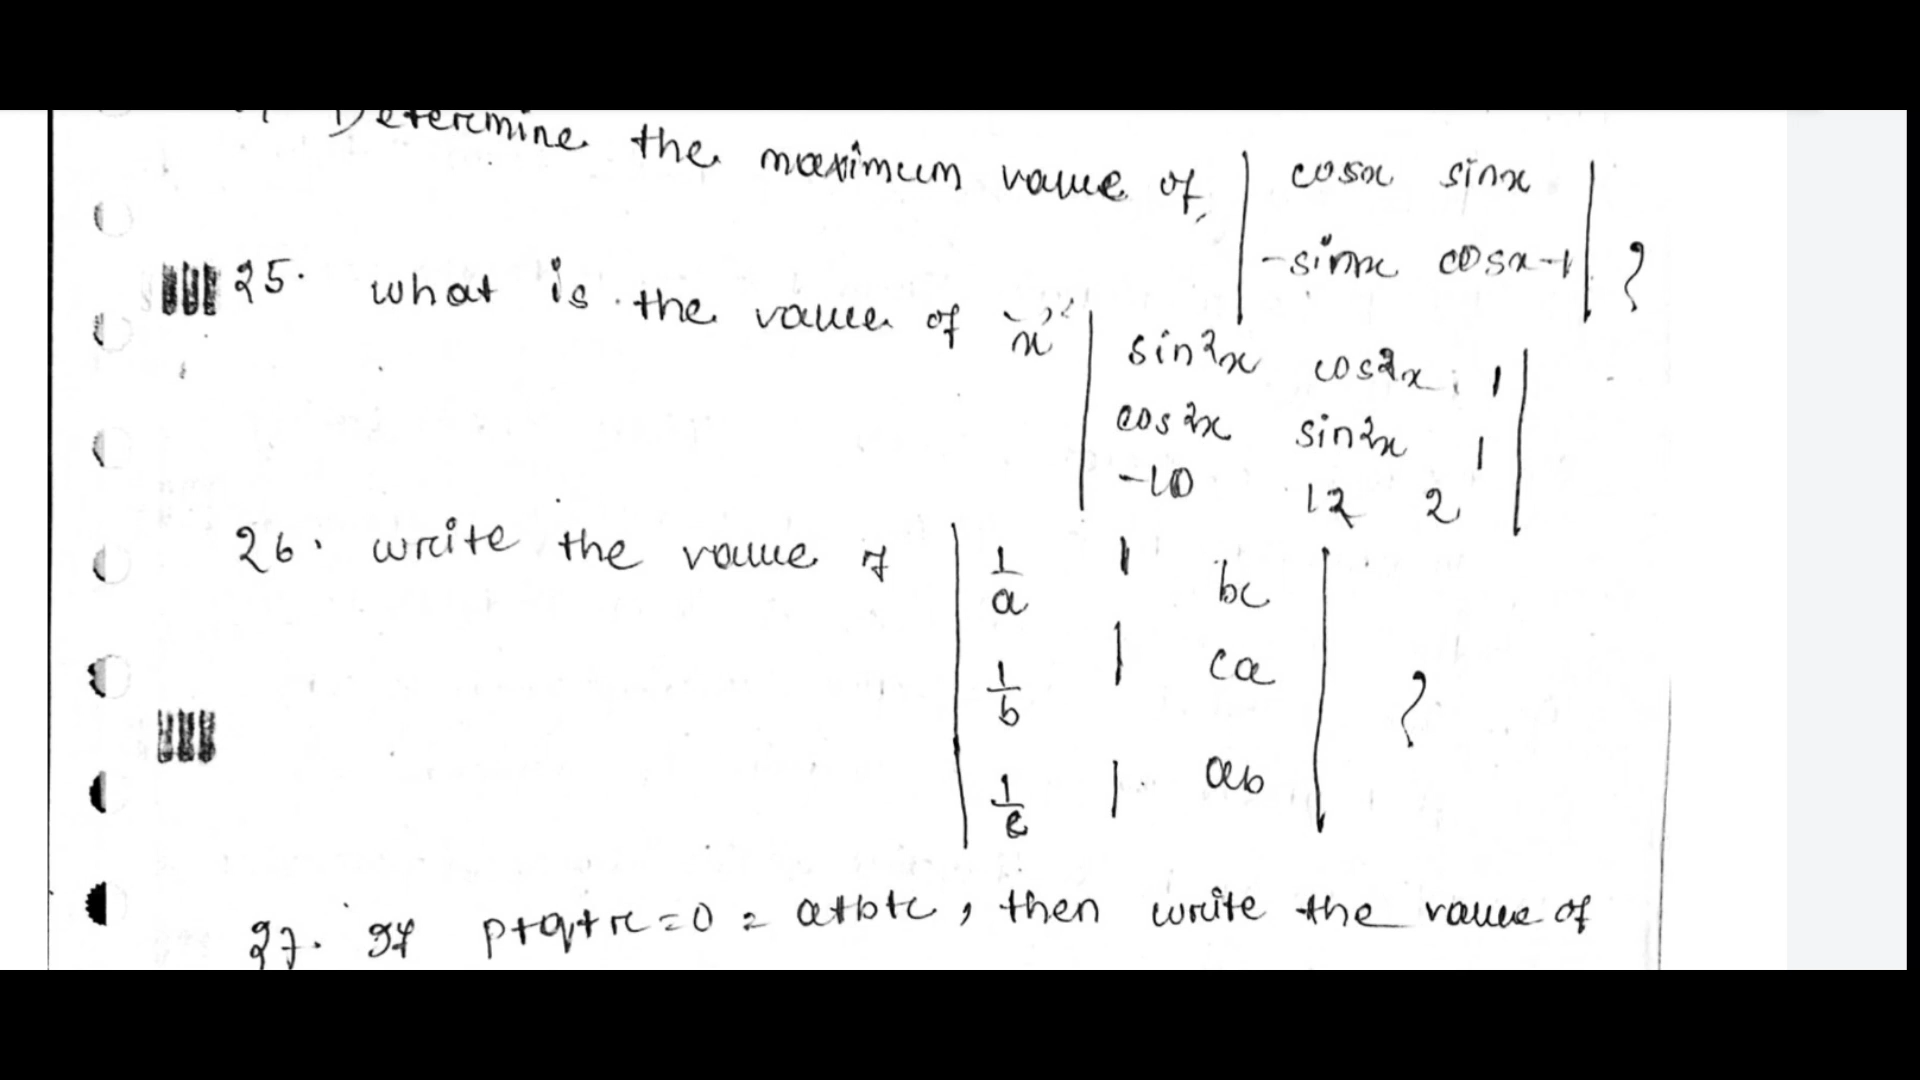 Determine the maximum value of | cosx sinx |
| -sinx cosx-1 | ?
25. what is the value of x | sin²x cos²x 1 |
| cos²x sin²x 1 |
| -10 12 2 |
26. write the value of | 1/a 1 bc |
| 1/b 1 ca | ?
| 1/c 1 ab |
27. If p+q+r=0=a+b+c, then write the value of